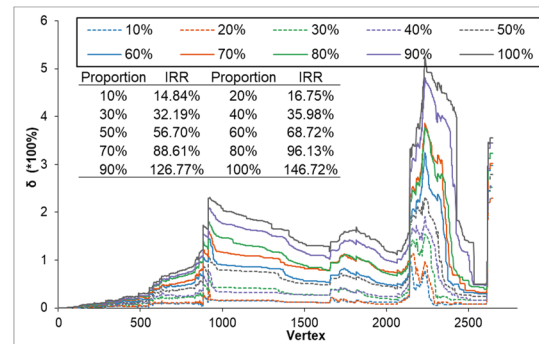 10% 20% 30% 40% 50%
60% 70% 80% 90% 100%
Proportion IRR Proportion IRR
10% 14.84% 20% 16.75%
30% 32.19% 40% 35.98%
50% 56.70% 60% 68.72%
70% 88.61% 80% 96.13%
90% 126.77% 100% 146.72%
δ (*100%)
6
5
4
3
2
1
0
0 500 1000 1500 2000 2500
Vertex